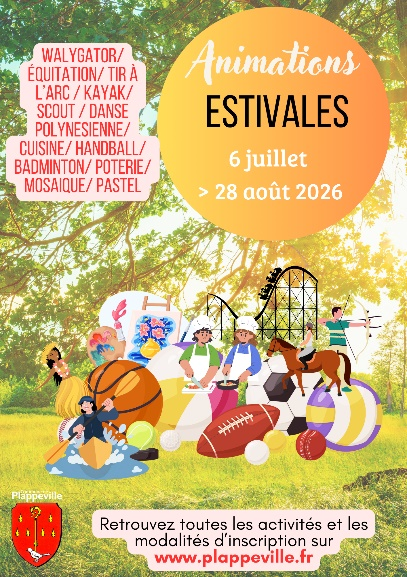 WALYGATOR/
ÉQUITATION/ TIR À
L'ARC / KAYAK/
SCOUT / DANSE
POLYNESIENNE/
CUISINE/ HANDBALL/
BADMINTON/ POTERIE/
MOSAIQUE/ PASTEL
Animations
ESTIVALES
6 juillet
> 28 août 2026
Plappeville
Retrouvez toutes les activités et les
modalités d'inscription sur
www.plappeville.fr